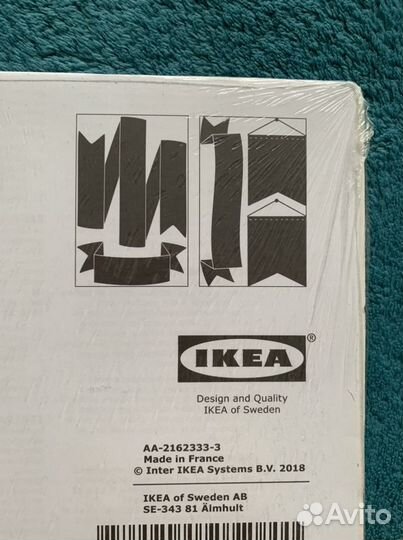 IKEA®
Design and Quality
IKEA of Sweden
AA-2162333-3
Made in France
© Inter IKEA Systems B.V. 2018
IKEA of Sweden AB
SE-343 81 Älmhult
Avito